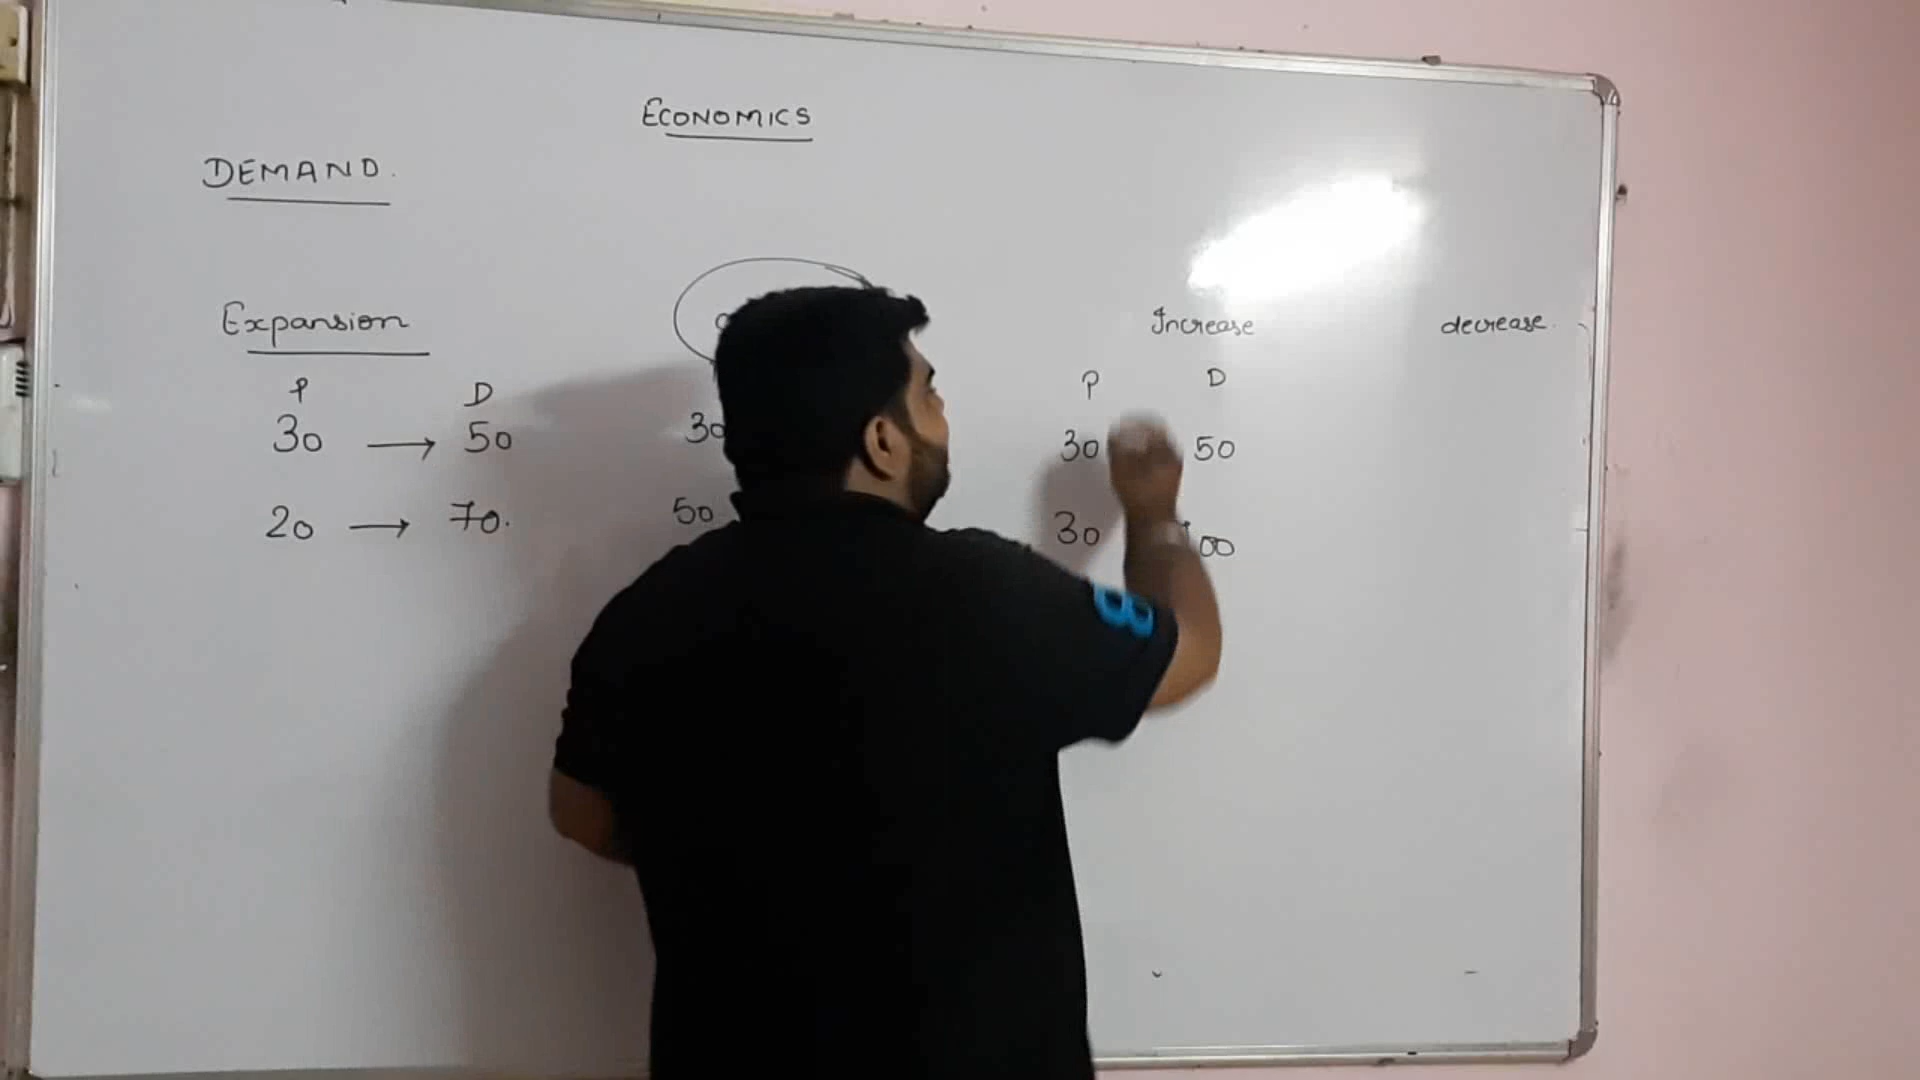 ECONOMICS
DEMAND.
Expansion
Increase
decrease.
P D
P D
30 → 50
30
30 50
20 → 70.
50
30
B